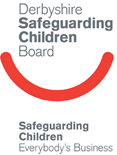 Derbyshire
Safeguarding
Children
Board
Safeguarding
Children
Everybody's Business